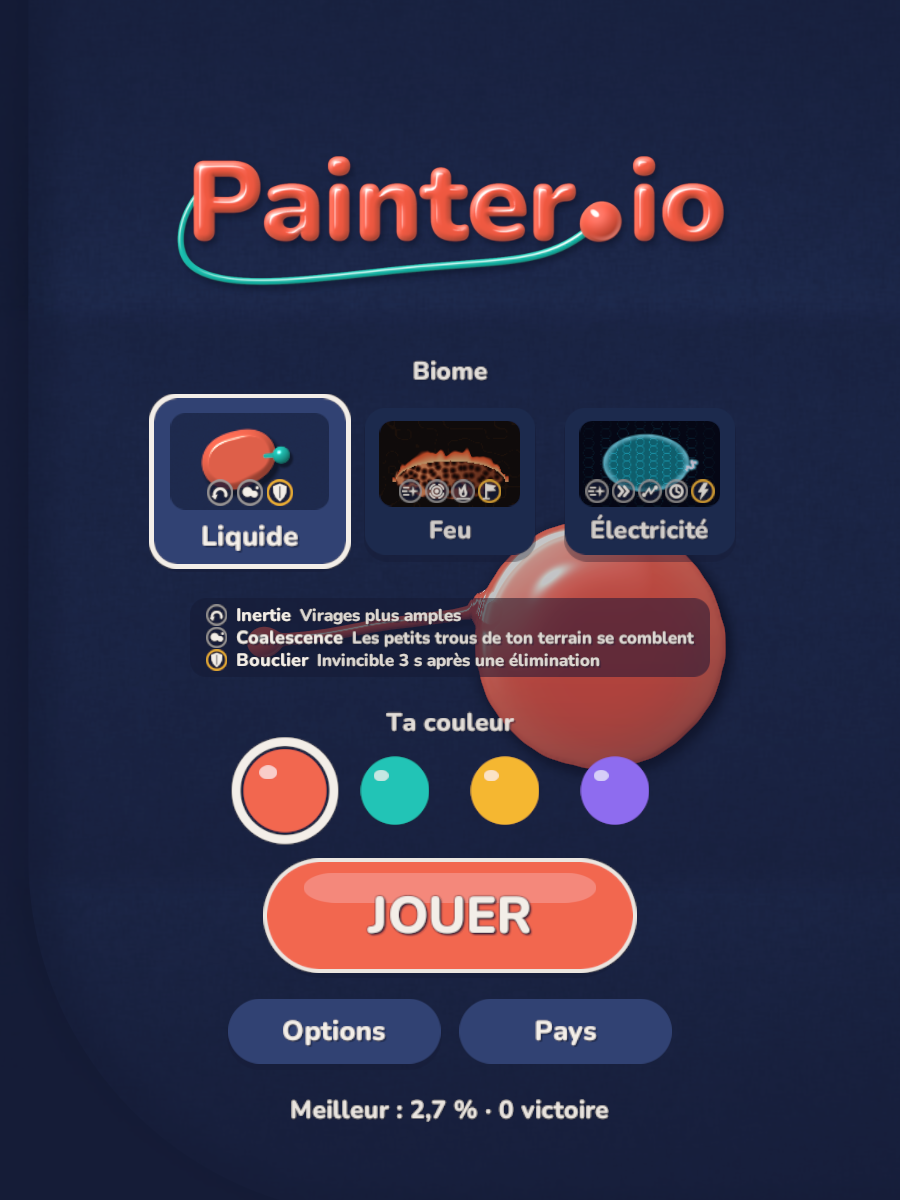 Painter.io
Biome
Liquide
Feu
Électricité
Inertie Virages plus amples
Coalescence Les petits trous de ton terrain se comblent
Bouclier Invincible 3 s après une élimination
Ta couleur
JOUER
Options
Pays
Meilleur : 2,7 % · 0 victoire